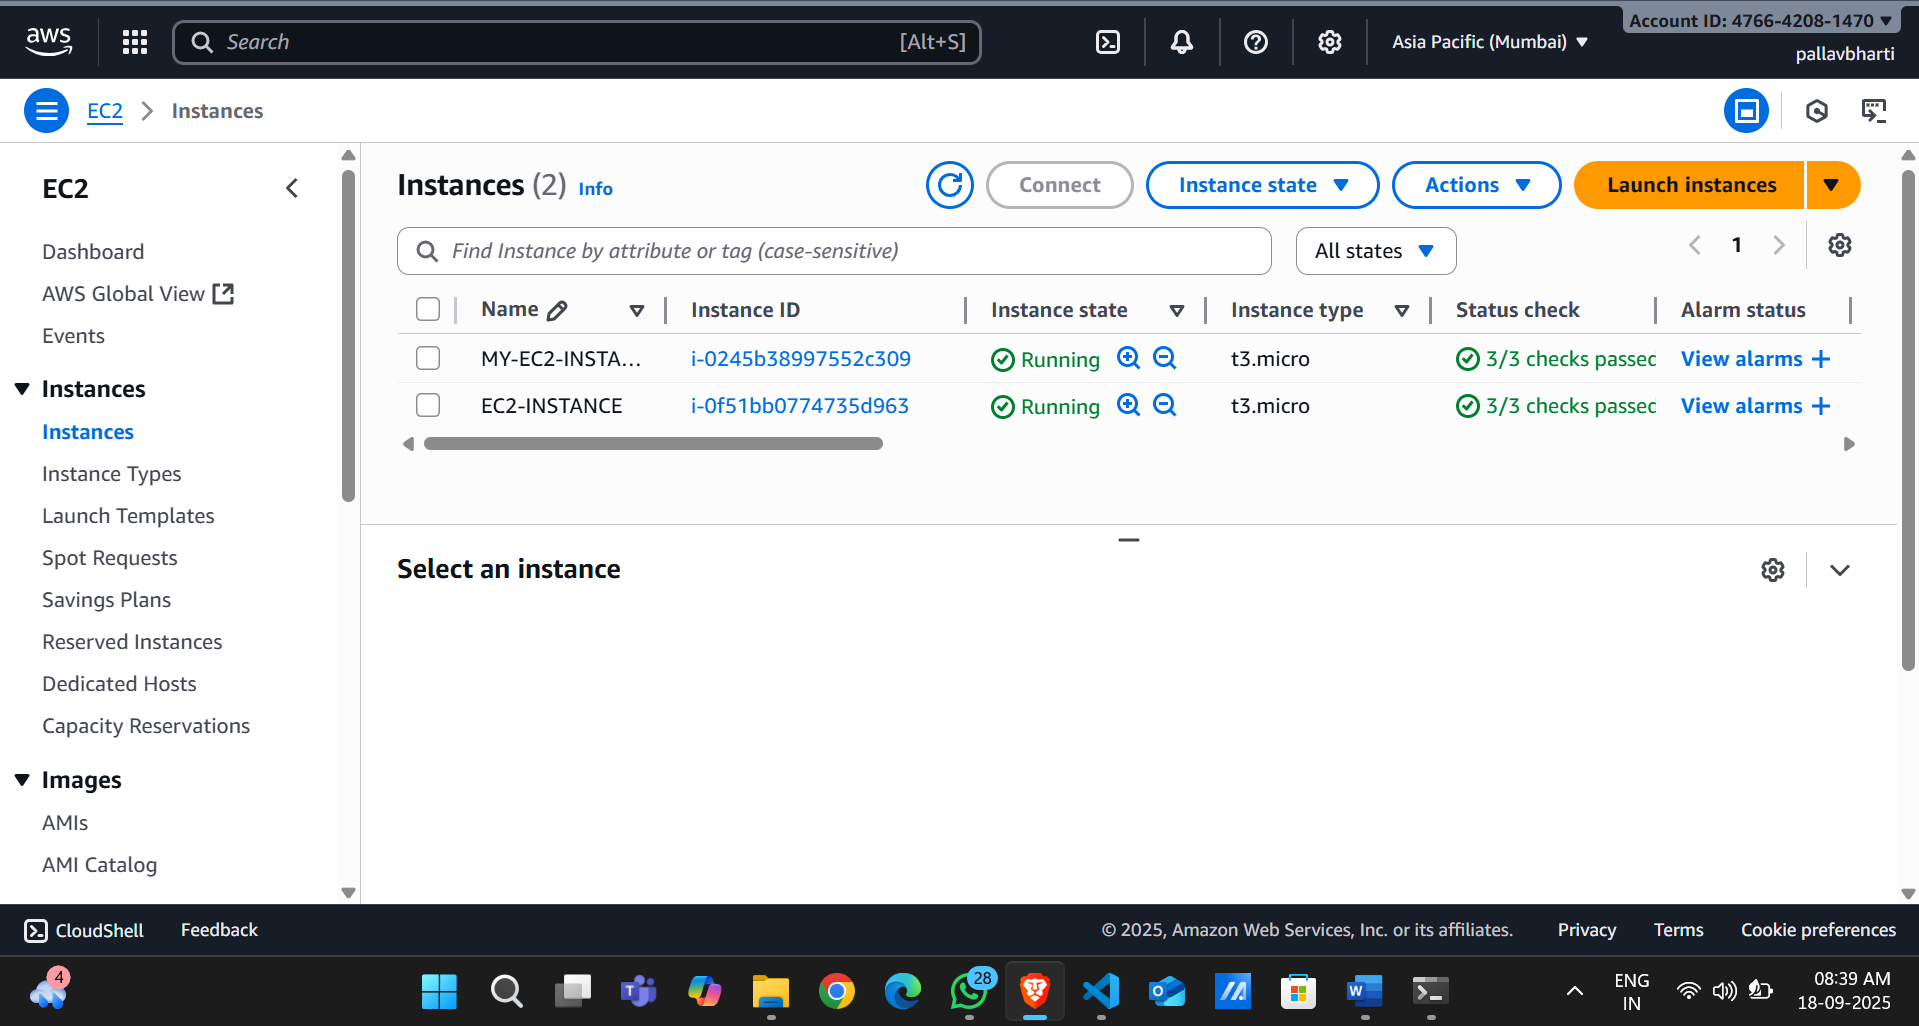 aws
Search
[Alt+S]
Asia Pacific (Mumbai)
Account ID: 4766-4208-1470
pallavbharti
EC2
Instances
EC2
Dashboard
AWS Global View
Events
Instances
Instances
Instance Types
Launch Templates
Spot Requests
Savings Plans
Reserved Instances
Dedicated Hosts
Capacity Reservations
Images
AMIs
AMI Catalog
Instances (2) Info
Connect
Instance state
Actions
Launch instances
Find Instance by attribute or tag (case-sensitive)
All states
1
Name Instance ID Instance state Instance type Status check Alarm status
MY-EC2-INSTA... i-0245b38997552c309 Running t3.micro 3/3 checks passed View alarms +
EC2-INSTANCE i-0f51bb0774735d963 Running t3.micro 3/3 checks passed View alarms +
Select an instance
CloudShell
Feedback
© 2025, Amazon Web Services, Inc. or its affiliates.
Privacy
Terms
Cookie preferences
4
28
ENG
IN
08:39 AM
18-09-2025